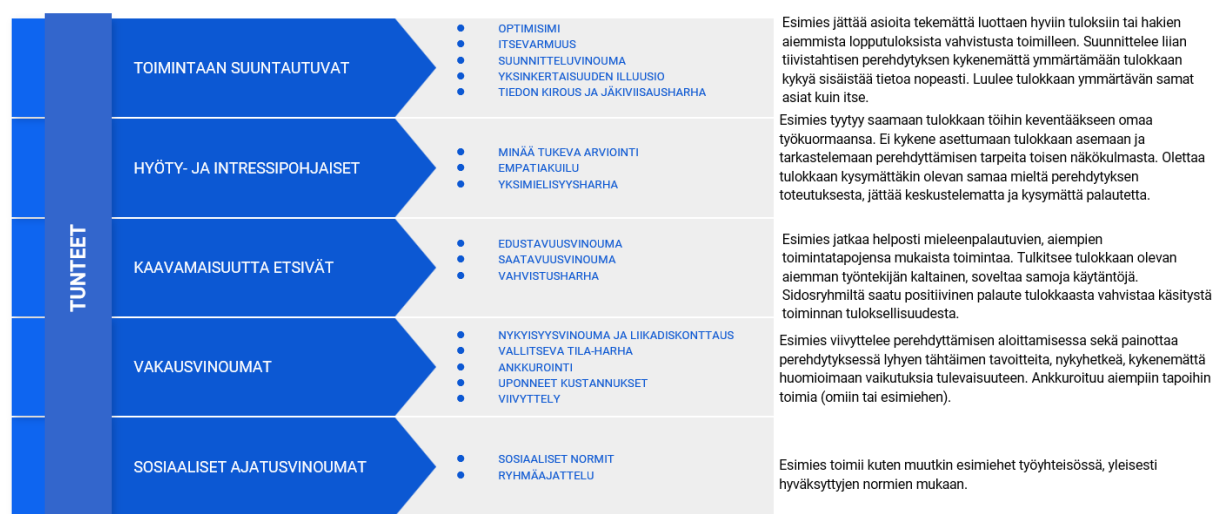 TUNTEET
TOIMINTAAN SUUNTAUTUVAT
OPTIMISIMI
ITSEVARMUUS
SUUNNITTELUVINOUMA
YKSINKERTAISUUDEN ILLUUSIO
TIEDON KIROUS JA JÄKIVIISAUSHARHA
Esimies jättää asioita tekemättä luottaen hyviin tuloksiin tai hakien
aiemmista lopputuloksista vahvistusta toimilleen. Suunnittelee liian
tiivistahtisen perehdytyksen kykenemättä ymmärtämään tulokkaan
kykyä sisäistää tietoa nopeasti. Luulee tulokkaan ymmärtävän samat
asiat kuin itse.
HYÖTY- JA INTRESSIPOHJAISET
MINÄÄ TUKEVA ARVIOINTI
EMPATIAKUILU
YKSIMIELISYYSHARHA
Esimies tyytyy saamaan tulokkaan töihin keventääkseen omaa
työkuormaansa. Ei kykene asettumaan tulokkaan asemaan ja
tarkastelemaan perehdyttämisen tarpeita toisen näkökulmasta. Olettaa
tulokkaan kysymättäkin olevan samaa mieltä perehdytyksen
toteutuksesta, jättää keskustelematta ja kysymättä palautetta.
KAAVAMAISUUTTA ETSIVÄT
EDUSTAVUUSVINOUMA
SAATAVUUSVINOUMA
VAHVISTUSHARHA
Esimies jatkaa helposti mieleenpalautuvien, aiempien
toimintatapojensa mukaista toimintaa. Tulkitsee tulokkaan olevan
aiemman työntekijän kaltainen, soveltaa samoja käytäntöjä.
Sidosryhmiltä saatu positiivinen palaute tulokkaasta vahvistaa käsitystä
toiminnan tuloksellisuudesta.
VAKAUSVINOUMAT
NYKYISYYSVINOUMA JA LIIKADISKONTTAUS
VALLITSEVA TILA-HARHA
ANKKUROINTI
UPONNEET KUSTANNUKSET
VIIVYTTELY
Esimies viivyttelee perehdyttämisen aloittamisessa sekä painottaa
perehdytyksessä lyhyen tähtäimen tavoitteita, nykyhetkeä, kykenemättä
huomioimaan vaikutuksia tulevaisuuteen. Ankkuroituu aiempiin tapoihin
toimia (omiin tai esimiehen).
SOSIAALISET AJATUSVINOUMAT
SOSIAALISET NORMIT
RYHMÄAJATTELU
Esimies toimii kuten muutkin esimiehet työyhteisössä, yleisesti
hyväksyttyjen normien mukaan.